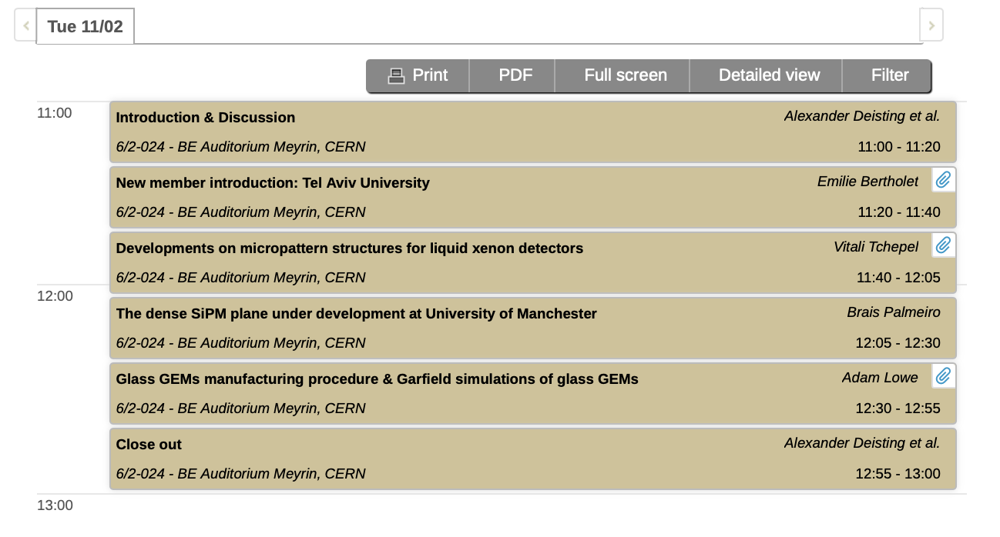 Tue 11/02
Print PDF Full screen Detailed view Filter
11:00
Introduction & Discussion Alexander Deisting et al.
6/2-024 - BE Auditorium Meyrin, CERN 11:00 - 11:20
New member introduction: Tel Aviv University Emilie Bertholet
6/2-024 - BE Auditorium Meyrin, CERN 11:20 - 11:40
Developments on micropattern structures for liquid xenon detectors Vitali Tchepel
6/2-024 - BE Auditorium Meyrin, CERN 11:40 - 12:05
12:00
The dense SiPM plane under development at University of Manchester Brais Palmeiro
6/2-024 - BE Auditorium Meyrin, CERN 12:05 - 12:30
Glass GEMs manufacturing procedure & Garfield simulations of glass GEMs Adam Lowe
6/2-024 - BE Auditorium Meyrin, CERN 12:30 - 12:55
Close out Alexander Deisting et al.
6/2-024 - BE Auditorium Meyrin, CERN 12:55 - 13:00
13:00